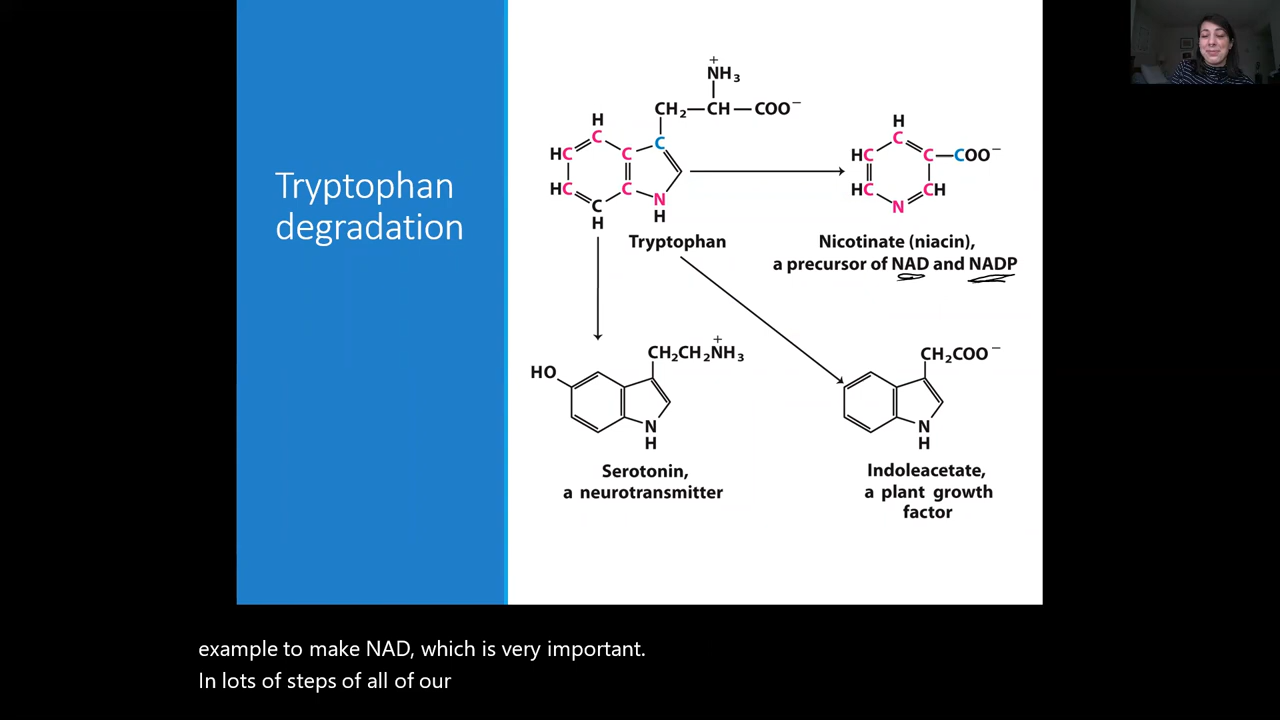 Tryptophan
degradation
+
NH3
CH2—CH—COO−
H
C
HC
C
C
HC
C
C
H
N
H
Tryptophan
H
C
HC
C—COO−
HC
CH
N
Nicotinate (niacin),
a precursor of NAD and NADP
+
CH2CH2NH3
HO
N
H
Serotonin,
a neurotransmitter
CH2COO−
N
H
Indoleacetate,
a plant growth
factor
example to make NAD, which is very important.
In lots of steps of all of our